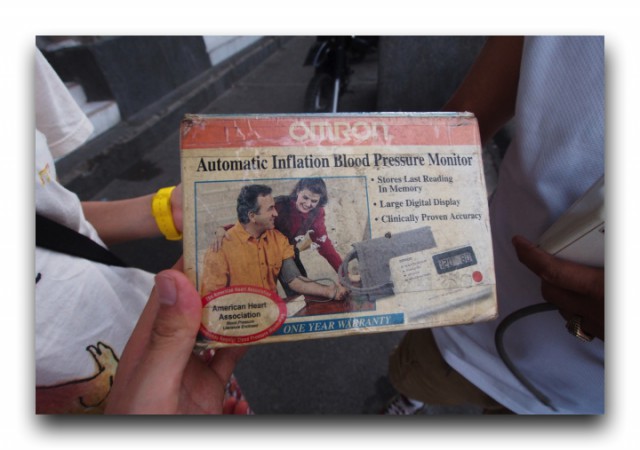 OMRON
Automatic Inflation Blood Pressure Monitor
• Stores Last Reading
In Memory
• Large Digital Display
• Clinically Proven Accuracy
American Heart
Association
ONE YEAR WARRANTY